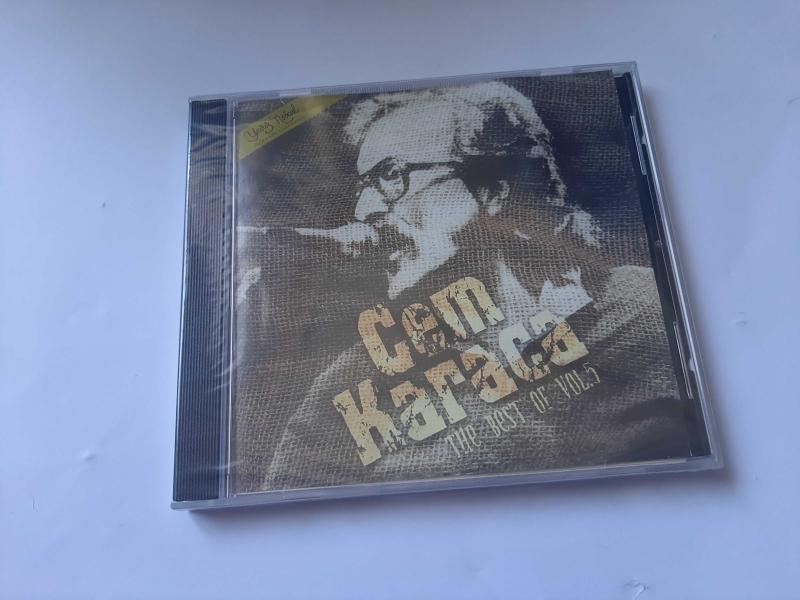 Cem
Karaca
THE BEST OF VOL.5